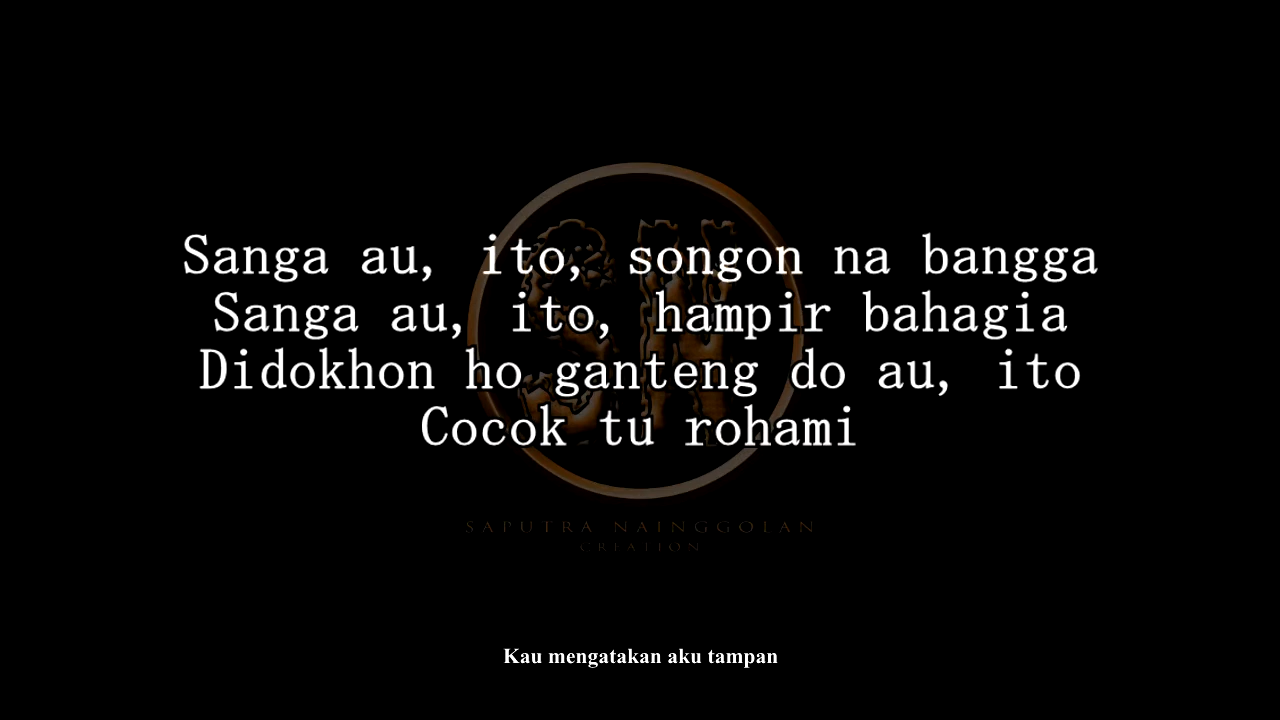 Sanga au, ito, songon na bangga
Sanga au, ito, hampir bahagia
Didokhon ho ganteng do au, ito
Cocok tu rohami
SAPUTRA NAINGGOLAN
CREATION
Kau mengatakan aku tampan